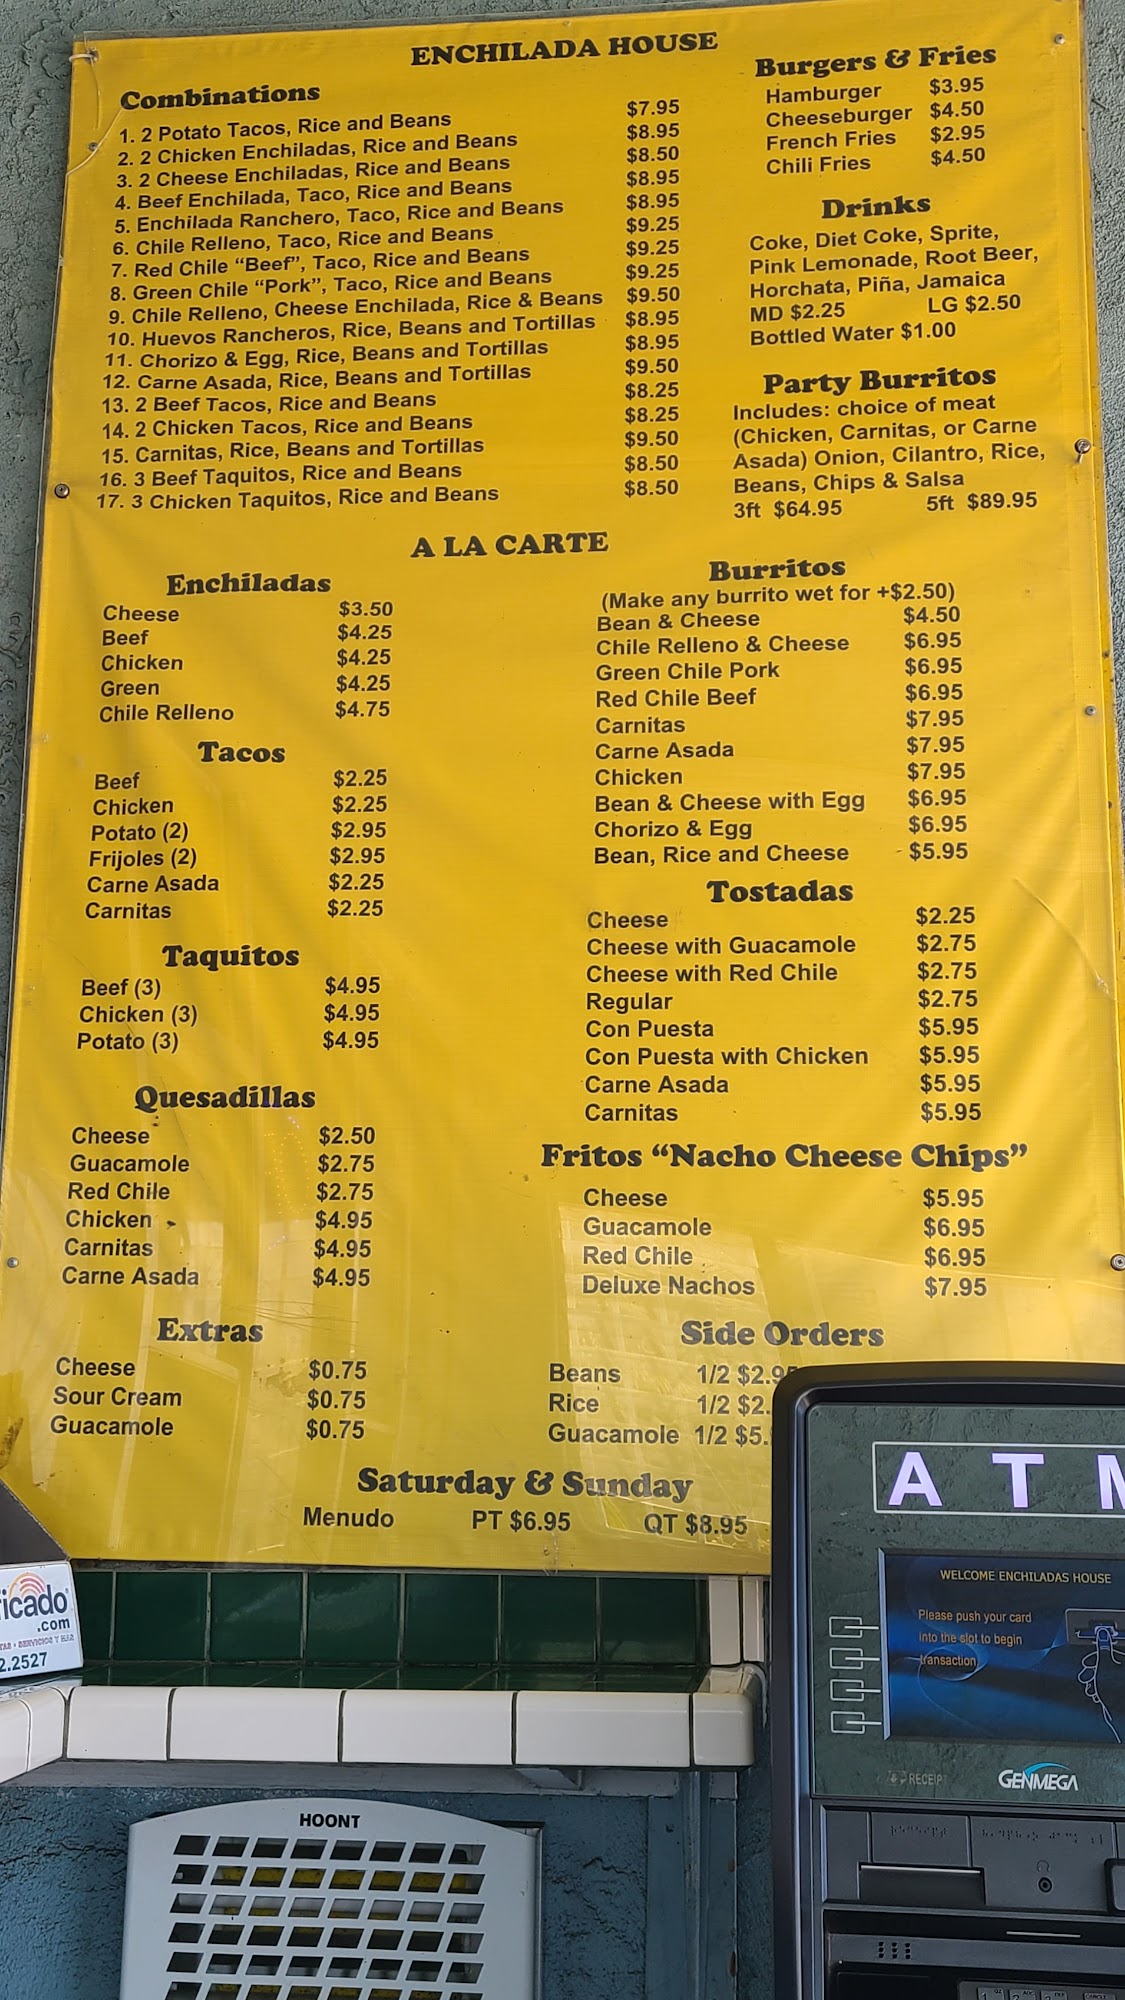 ENCHILADA HOUSE
Combinations
1. 2 Potato Tacos, Rice and Beans $7.95
2. 2 Chicken Enchiladas, Rice and Beans $8.95
3. 2 Cheese Enchiladas, Rice and Beans $8.50
4. Beef Enchilada, Taco, Rice and Beans $8.95
5. Enchilada Ranchero, Taco, Rice and Beans $8.95
6. Chile Relleno, Taco, Rice and Beans $9.25
7. Red Chile “Beef”, Taco, Rice and Beans $9.25
8. Green Chile “Pork”, Taco, Rice and Beans $9.25
9. Chile Relleno, Cheese Enchilada, Rice & Beans $9.50
10. Huevos Rancheros, Rice, Beans and Tortillas $8.95
11. Chorizo & Egg, Rice, Beans and Tortillas $8.95
12. Carne Asada, Rice, Beans and Tortillas $9.50
13. 2 Beef Tacos, Rice and Beans $8.25
14. 2 Chicken Tacos, Rice and Beans $8.25
15. Carnitas, Rice, Beans and Tortillas $9.50
16. 3 Beef Taquitos, Rice and Beans $8.50
17. 3 Chicken Taquitos, Rice and Beans $8.50
Burgers & Fries
Hamburger $3.95
Cheeseburger $4.50
French Fries $2.95
Chili Fries $4.50
Drinks
Coke, Diet Coke, Sprite,
Pink Lemonade, Root Beer,
Horchata, Piña, Jamaica
MD $2.25 LG $2.50
Bottled Water $1.00
Party Burritos
Includes: choice of meat
(Chicken, Carnitas, or Carne
Asada) Onion, Cilantro, Rice,
Beans, Chips & Salsa
3ft $64.95 5ft $89.95
A LA CARTE
Enchiladas
Cheese $3.50
Beef $4.25
Chicken $4.25
Green $4.25
Chile Relleno $4.75
Tacos
Beef $2.25
Chicken $2.25
Potato (2) $2.95
Frijoles (2) $2.95
Carne Asada $2.25
Carnitas $2.25
Taquitos
Beef (3) $4.95
Chicken (3) $4.95
Potato (3) $4.95
Quesadillas
Cheese $2.50
Guacamole $2.75
Red Chile $2.75
Chicken $4.95
Carnitas $4.95
Carne Asada $4.95
Extras
Cheese $0.75
Sour Cream $0.75
Guacamole $0.75
Burritos
(Make any burrito wet for +$2.50)
Bean & Cheese $4.50
Chile Relleno & Cheese $6.95
Green Chile Pork $6.95
Red Chile Beef $6.95
Carnitas $7.95
Carne Asada $7.95
Chicken $7.95
Bean & Cheese with Egg $6.95
Chorizo & Egg $6.95
Bean, Rice and Cheese $5.95
Tostadas
Cheese $2.25
Cheese with Guacamole $2.75
Cheese with Red Chile $2.75
Regular $2.75
Con Puesta $5.95
Con Puesta with Chicken $5.95
Carne Asada $5.95
Carnitas $5.95
Fritos “Nacho Cheese Chips”
Cheese $5.95
Guacamole $6.95
Red Chile $6.95
Deluxe Nachos $7.95
Side Orders
Beans 1/2 $2.95
Rice 1/2 $2.
Guacamole 1/2 $5.
Saturday & Sunday
Menudo PT $6.95 QT $8.95
ATM
WELCOME ENCHILADAS HOUSE
Please push your card
into the slot to begin
transaction
RECEIPT
GENMEGA
ficado
.com
SERVICIOS Y MAS
2.2527
HOONT